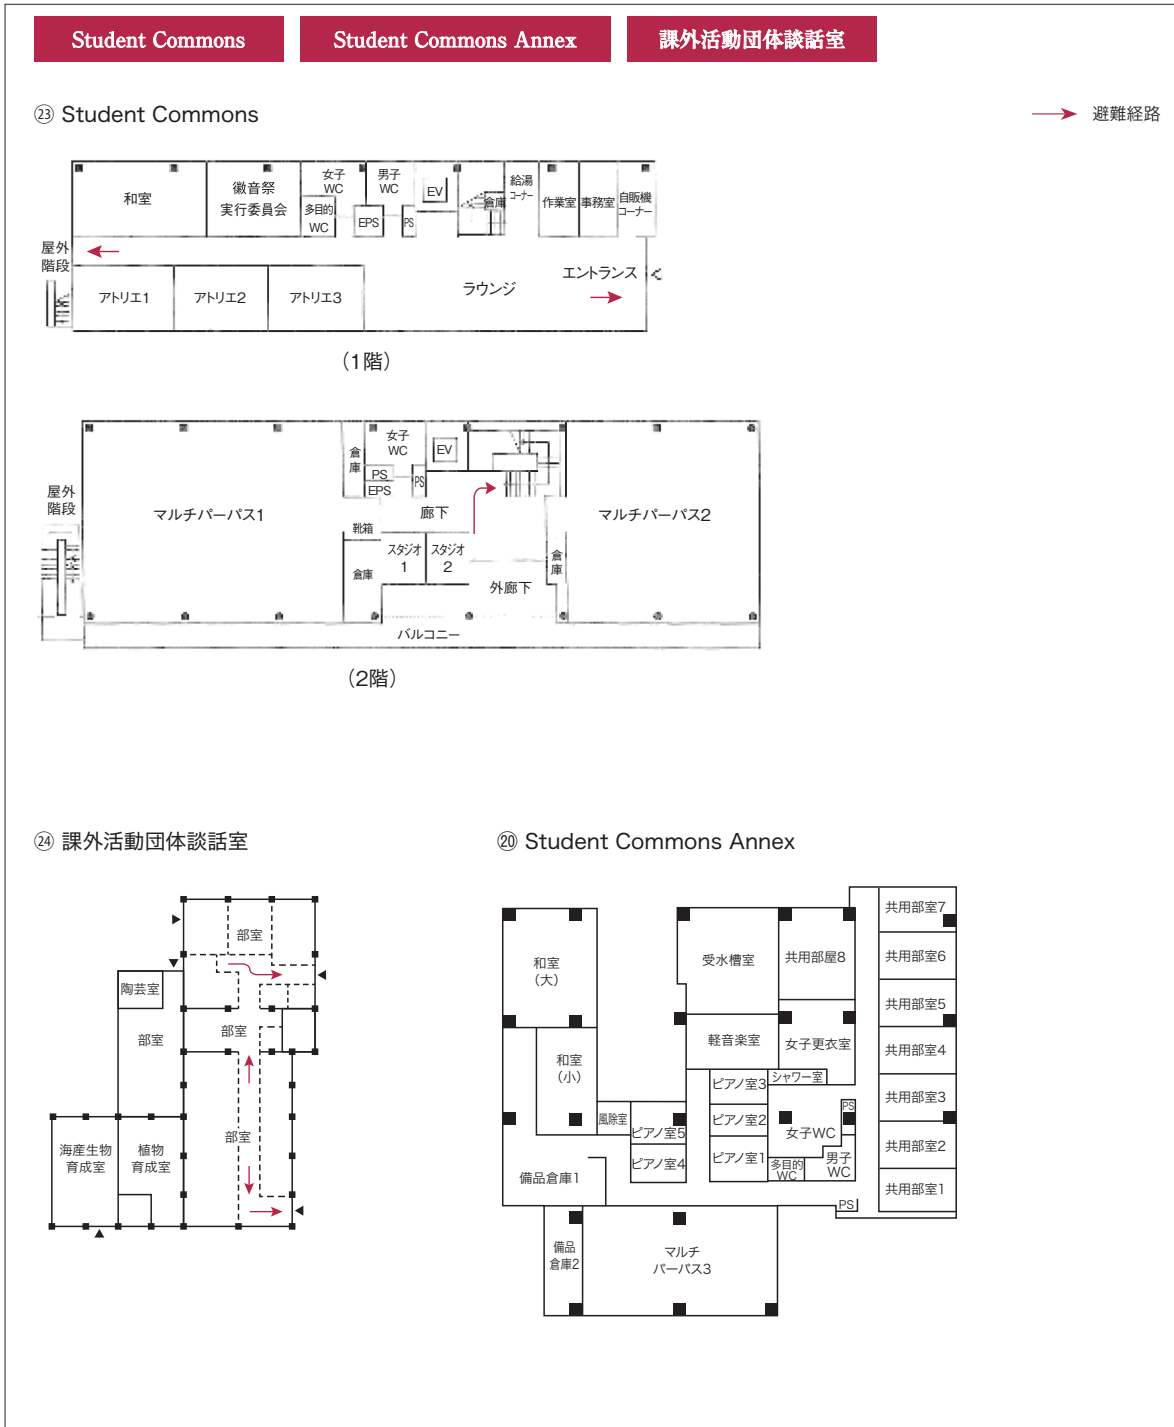 Student Commons
Student Commons Annex
課外活動団体談話室
㉓ Student Commons
避難経路
和室
徽音祭
実行委員会
女子
WC
男子
WC
多目的
WC
EPS
PS
EV
倉庫
給湯
コーナー
作業室
事務室
自販機
コーナー
屋外
階段
アトリエ1
アトリエ2
アトリエ3
ラウンジ
エントランス
（1階）
屋外
階段
マルチパーパス1
倉
庫
女子
WC
PS
EPS
PS
EV
靴箱
廊下
倉庫
スタジオ
1
スタジオ
2
外廊下
倉
庫
マルチパーパス2
バルコニー
（2階）
㉔ 課外活動団体談話室
部室
陶芸室
部室
部室
部室
海産生物
育成室
植物
育成室
⑳ Student Commons Annex
和室
（大）
和室
（小）
風除室
ピアノ室5
ピアノ室4
備品倉庫1
備品
倉庫2
マルチ
パーパス3
受水槽室
共用部屋8
軽音楽室
女子更衣室
シャワー室
ピアノ室3
ピアノ室2
ピアノ室1
女子WC
PS
多目的
WC
男子
WC
PS
共用部室7
共用部室6
共用部室5
共用部室4
共用部室3
共用部室2
共用部室1